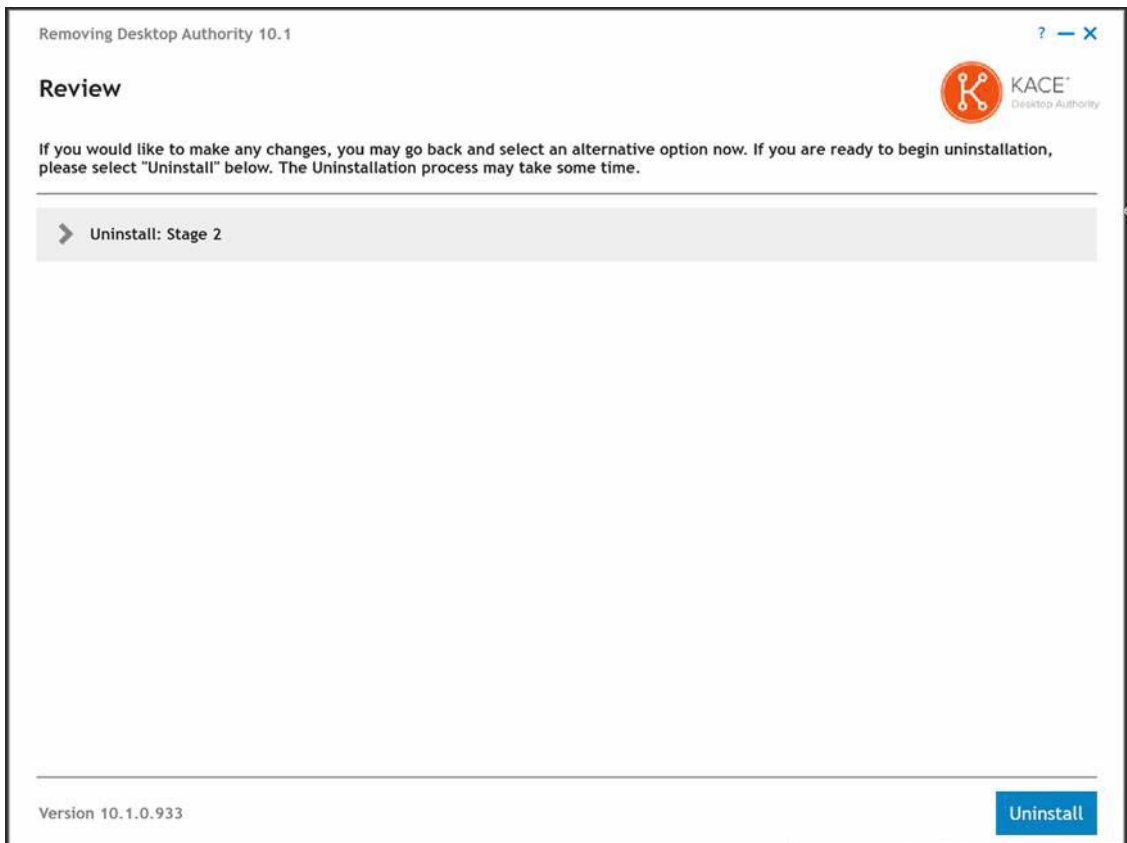 Removing Desktop Authority 10.1
? — X
Review
K
KACE™
Desktop Authority
If you would like to make any changes, you may go back and select an alternative option now. If you are ready to begin uninstallation,
please select "Uninstall" below. The Uninstallation process may take some time.
Uninstall: Stage 2
Version 10.1.0.933
Uninstall